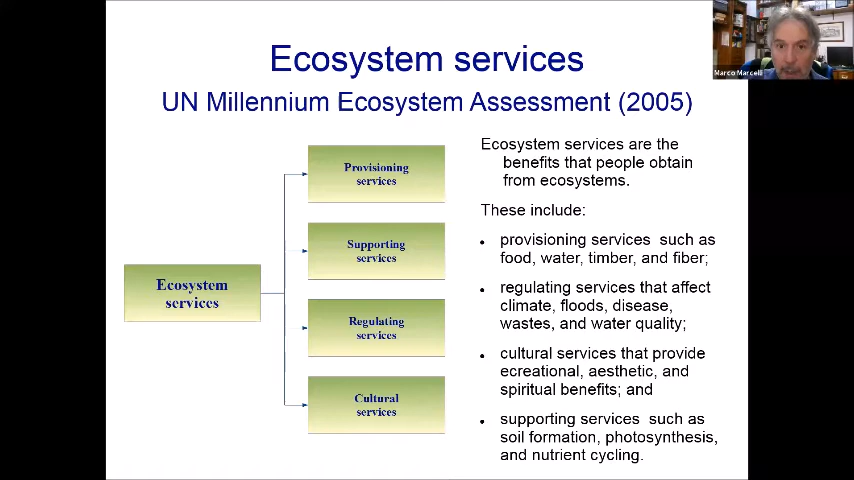 Ecosystem services
UN Millennium Ecosystem Assessment (2005)
Marco Marcelli
Ecosystem
services
Provisioning
services
Supporting
services
Regulating
services
Cultural
services
Ecosystem services are the
benefits that people obtain
from ecosystems.
These include:
• provisioning services such as
food, water, timber, and fiber;
• regulating services that affect
climate, floods, disease,
wastes, and water quality;
• cultural services that provide
ecreational, aesthetic, and
spiritual benefits; and
• supporting services such as
soil formation, photosynthesis,
and nutrient cycling.